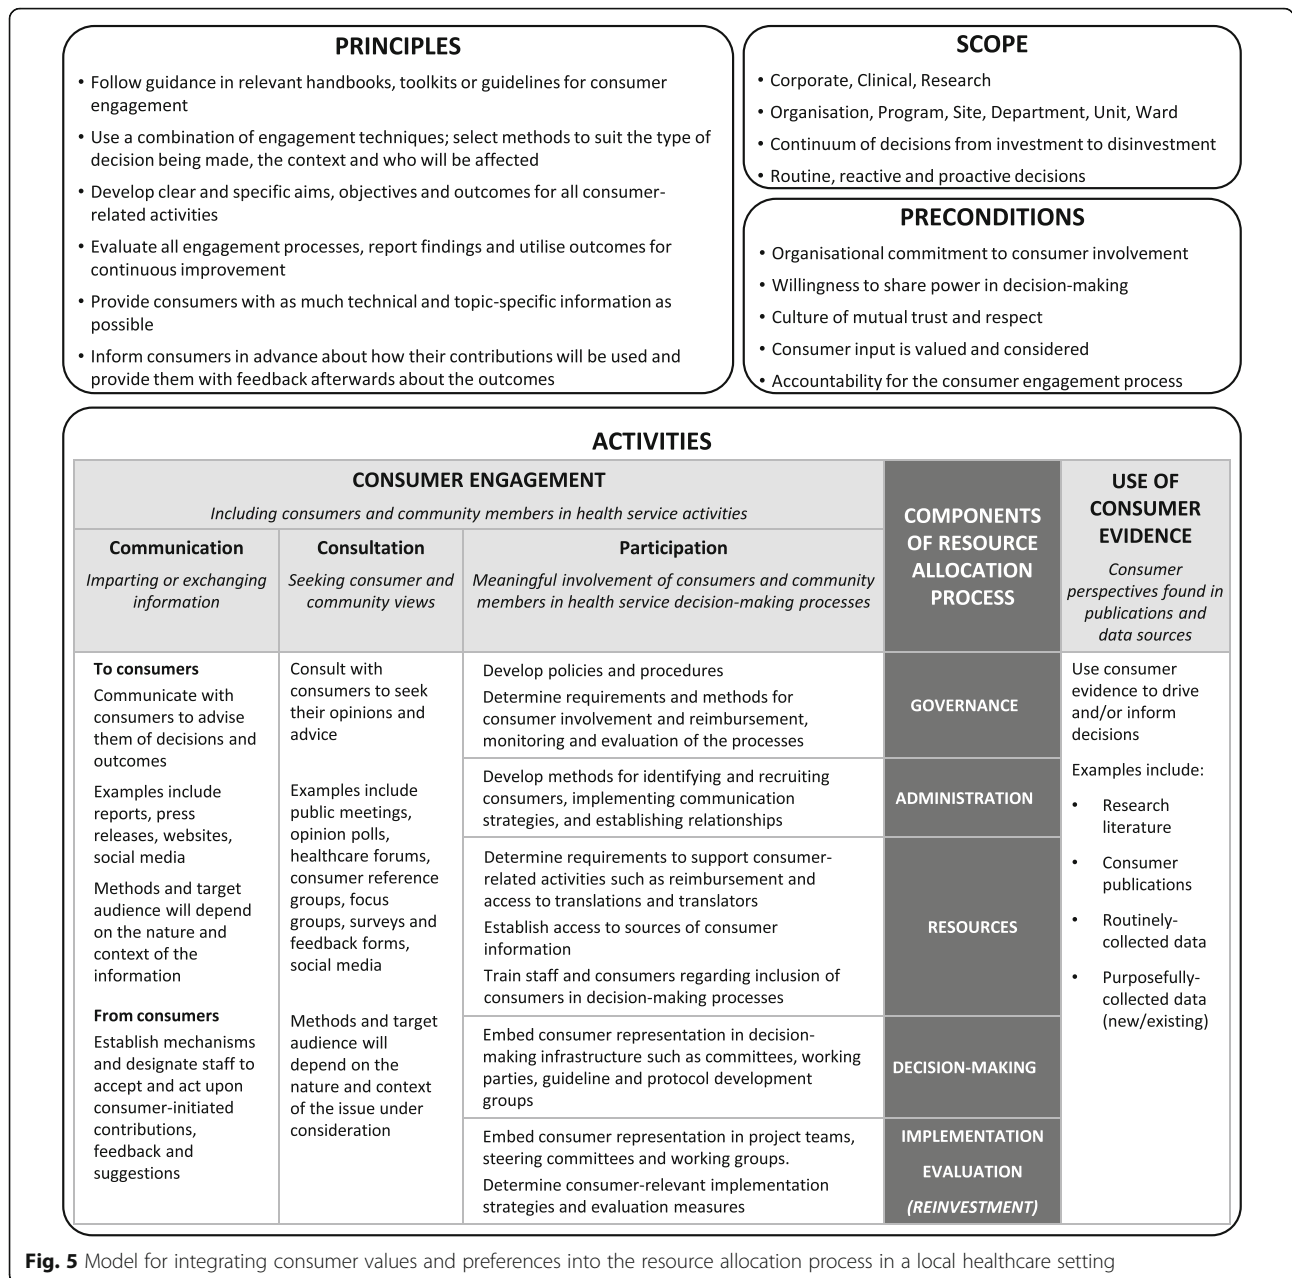 PRINCIPLES
• Follow guidance in relevant handbooks, toolkits or guidelines for consumer
engagement
• Use a combination of engagement techniques; select methods to suit the type of
decision being made, the context and who will be affected
• Develop clear and specific aims, objectives and outcomes for all consumer-
related activities
• Evaluate all engagement processes, report findings and utilise outcomes for
continuous improvement
• Provide consumers with as much technical and topic-specific information as
possible
• Inform consumers in advance about how their contributions will be used and
provide them with feedback afterwards about the outcomes
SCOPE
• Corporate, Clinical, Research
• Organisation, Program, Site, Department, Unit, Ward
• Continuum of decisions from investment to disinvestment
• Routine, reactive and proactive decisions
PRECONDITIONS
• Organisational commitment to consumer involvement
• Willingness to share power in decision-making
• Culture of mutual trust and respect
• Consumer input is valued and considered
• Accountability for the consumer engagement process
ACTIVITIES
CONSUMER ENGAGEMENT
Including consumers and community members in health service activities
Communication
Imparting or exchanging
information
Consultation
Seeking consumer and
community views
Participation
Meaningful involvement of consumers and community
members in health service decision-making processes
COMPONENTS
OF RESOURCE
ALLOCATION
PROCESS
USE OF
CONSUMER
EVIDENCE
Consumer
perspectives found in
publications and
data sources
To consumers
Communicate with
consumers to advise
them of decisions and
outcomes
Examples include
reports, press
releases, websites,
social media
Methods and target
audience will depend
on the nature and
context of the
information
From consumers
Establish mechanisms
and designate staff to
accept and act upon
consumer-initiated
contributions,
feedback and
suggestions
Consult with
consumers to seek
their opinions and
advice
Examples include
public meetings,
opinion polls,
healthcare forums,
consumer reference
groups, focus
groups, surveys and
feedback forms,
social media
Methods and target
audience will
depend on the
nature and context
of the issue under
consideration
Develop policies and procedures
Determine requirements and methods for
consumer involvement and reimbursement,
monitoring and evaluation of the processes
GOVERNANCE
Develop methods for identifying and recruiting
consumers, implementing communication
strategies, and establishing relationships
ADMINISTRATION
Determine requirements to support consumer-
related activities such as reimbursement and
access to translations and translators
Establish access to sources of consumer
information
Train staff and consumers regarding inclusion of
consumers in decision-making processes
RESOURCES
Embed consumer representation in decision-
making infrastructure such as committees, working
parties, guideline and protocol development
groups
DECISION-MAKING
Embed consumer representation in project teams,
steering committees and working groups.
Determine consumer-relevant implementation
strategies and evaluation measures
IMPLEMENTATION
EVALUATION
(REINVESTMENT)
Use consumer
evidence to drive
and/or inform
decisions
Examples include:
• Research
literature
• Consumer
publications
• Routinely-
collected data
• Purposefully-
collected data
(new/existing)
Fig. 5 Model for integrating consumer values and preferences into the resource allocation process in a local healthcare setting